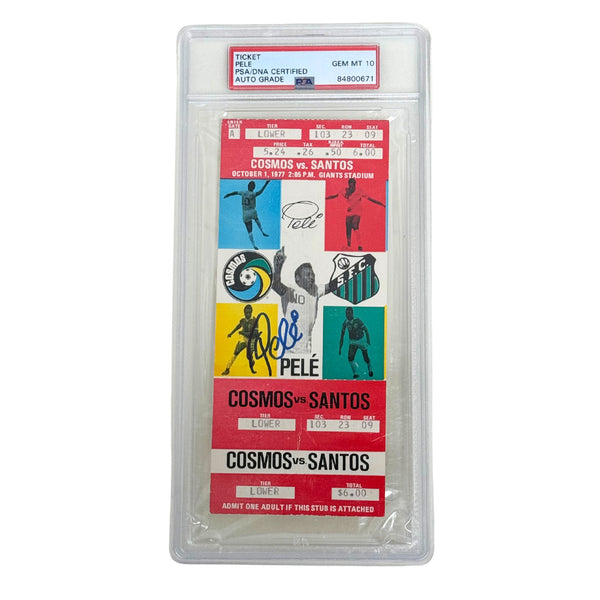 TICKET
PELE GEM MT 10
PSA/DNA CERTIFIED
AUTO GRADE PSA 84800671
ENTER GATE TIER SEC. ROW SEAT
A LOWER 103 23 09
PRICE TAX TOTAL
5.24 .26 .50 6.00
COSMOS vs. SANTOS
OCTOBER 1, 1977 2:05 P.M. GIANTS STADIUM
Pelé
COSMOS
S.F.C.
Pelé
PELÉ
COSMOS vs. SANTOS
TIER SEC. ROW SEAT
LOWER 103 23 09
COSMOS vs. SANTOS
TIER TOTAL
LOWER $6.00
ADMIT ONE ADULT IF THIS STUB IS ATTACHED